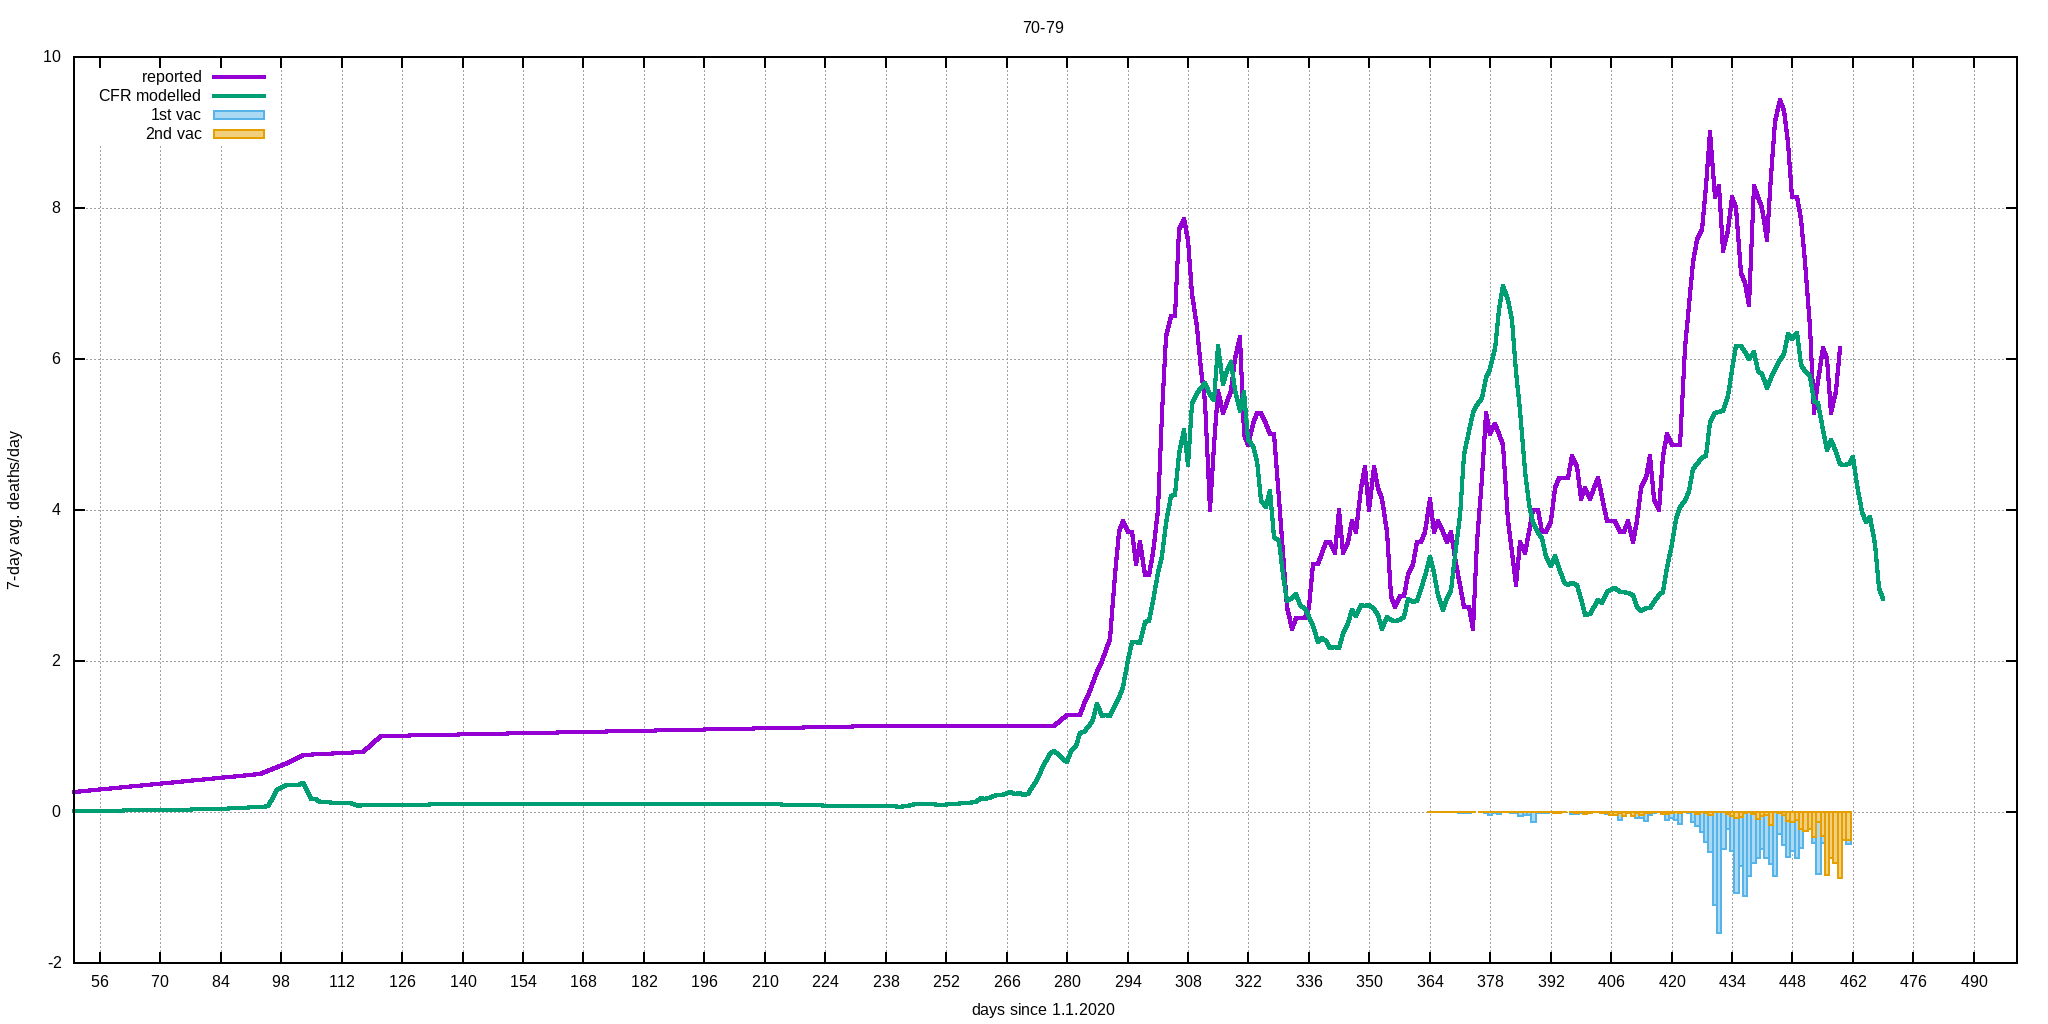 70-79
10
8
6
4
2
0
-2
7-day avg. deaths/day
reported
CFR modelled
1st vac
2nd vac
56 70 84 98 112 126 140 154 168 182 196 210 224 238 252 266 280 294 308 322 336 350 364 378 392 406 420 434 448 462 476 490
days since 1.1.2020